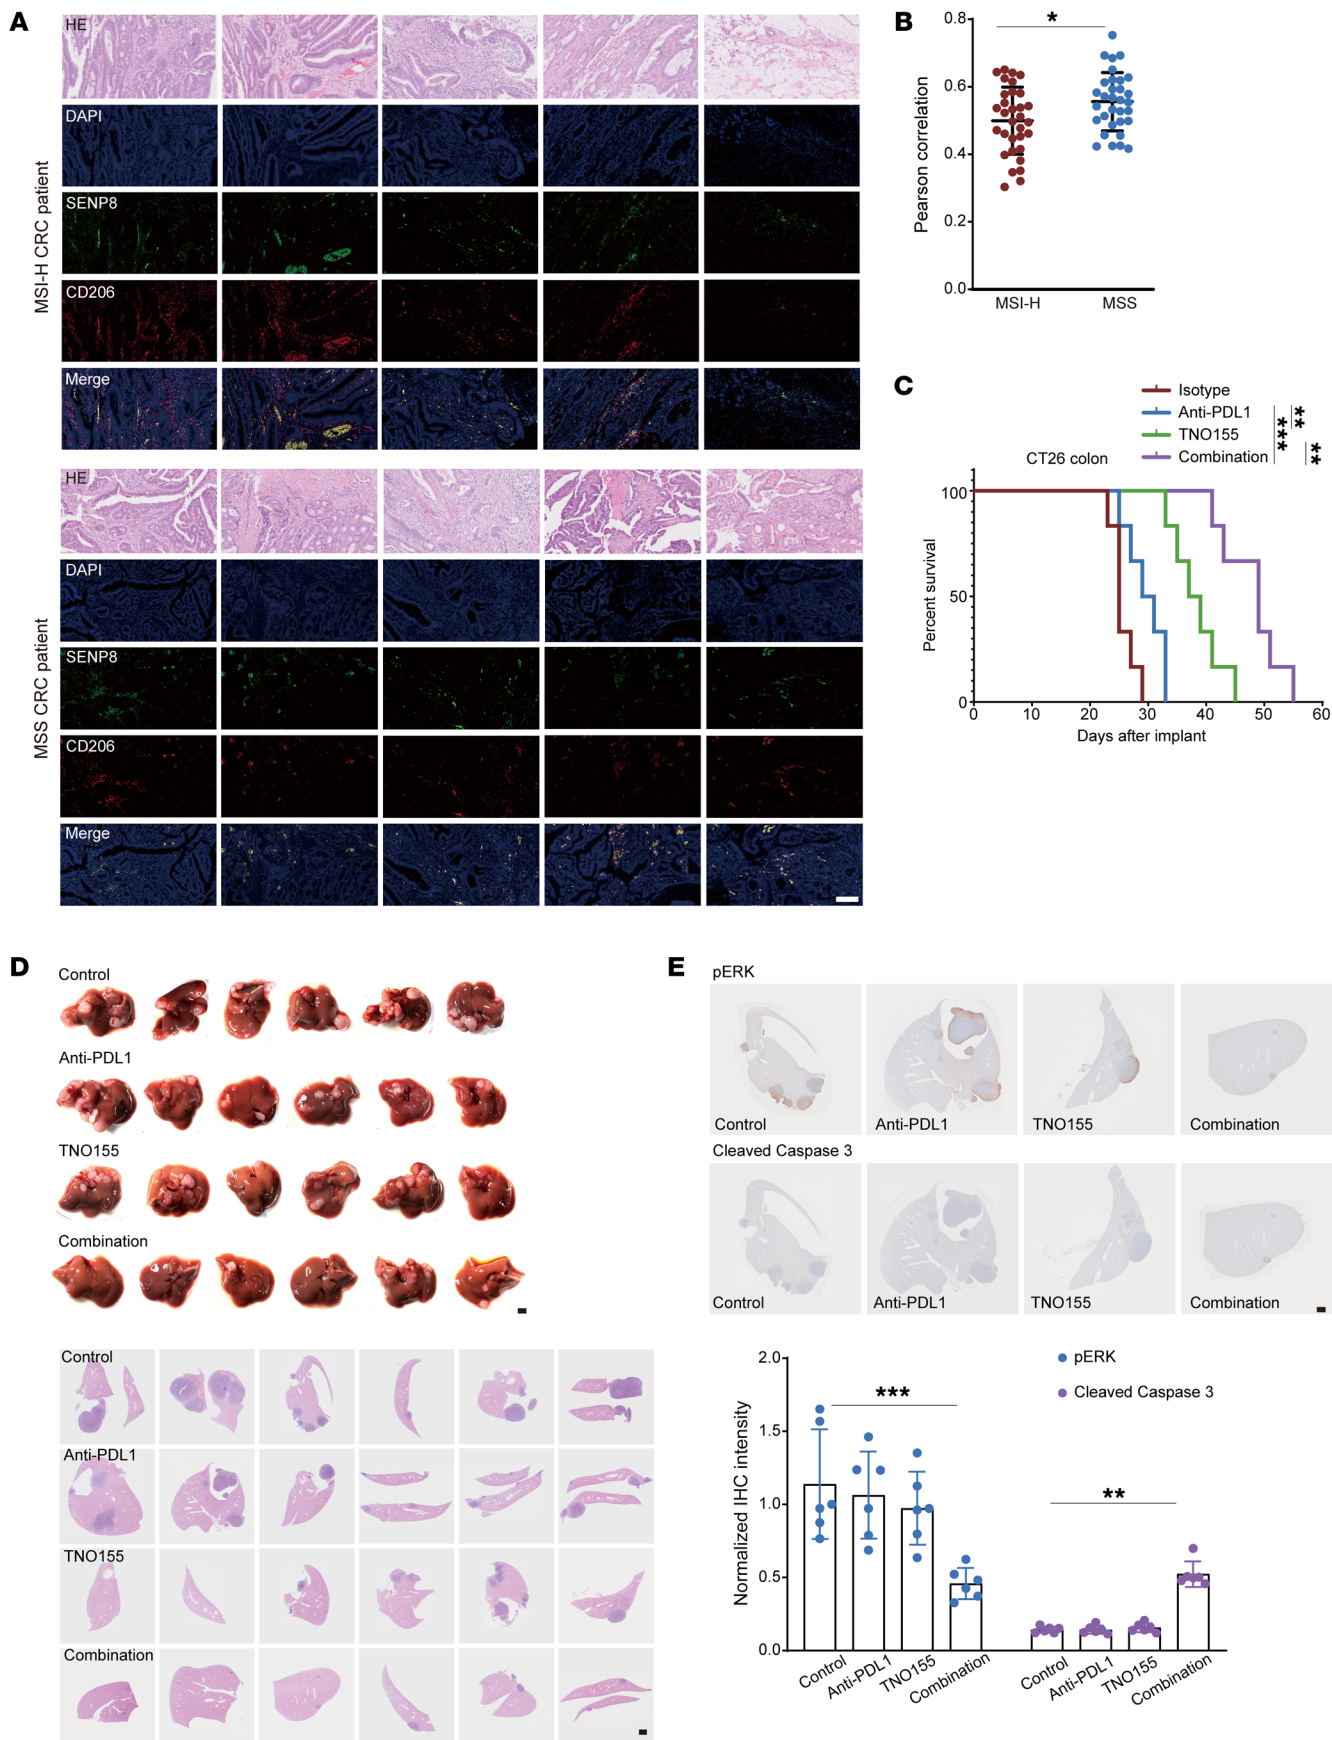 A
HE
DAPI
SENP8
CD206
Merge
MSI-H CRC patient
HE
DAPI
SENP8
CD206
Merge
MSS CRC patient
B
*
0.8
0.6
0.4
0.2
0.0
Pearson correlation
MSI-H
MSS
C
Isotype
Anti-PDL1
TNO155
Combination
**
***
**
CT26 colon
100
50
0
Percent survival
0 10 20 30 40 50 60
Days after implant
D
Control
Anti-PDL1
TNO155
Combination
Control
Anti-PDL1
TNO155
Combination
E
pERK
Control
Anti-PDL1
TNO155
Combination
Cleaved Caspase 3
Control
Anti-PDL1
TNO155
Combination
pERK
Cleaved Caspase 3
***
**
2.0
1.5
1.0
0.5
0.0
Normalized IHC intensity
Control
Anti-PDL1
TNO155
Combination
Control
Anti-PDL1
TNO155
Combination